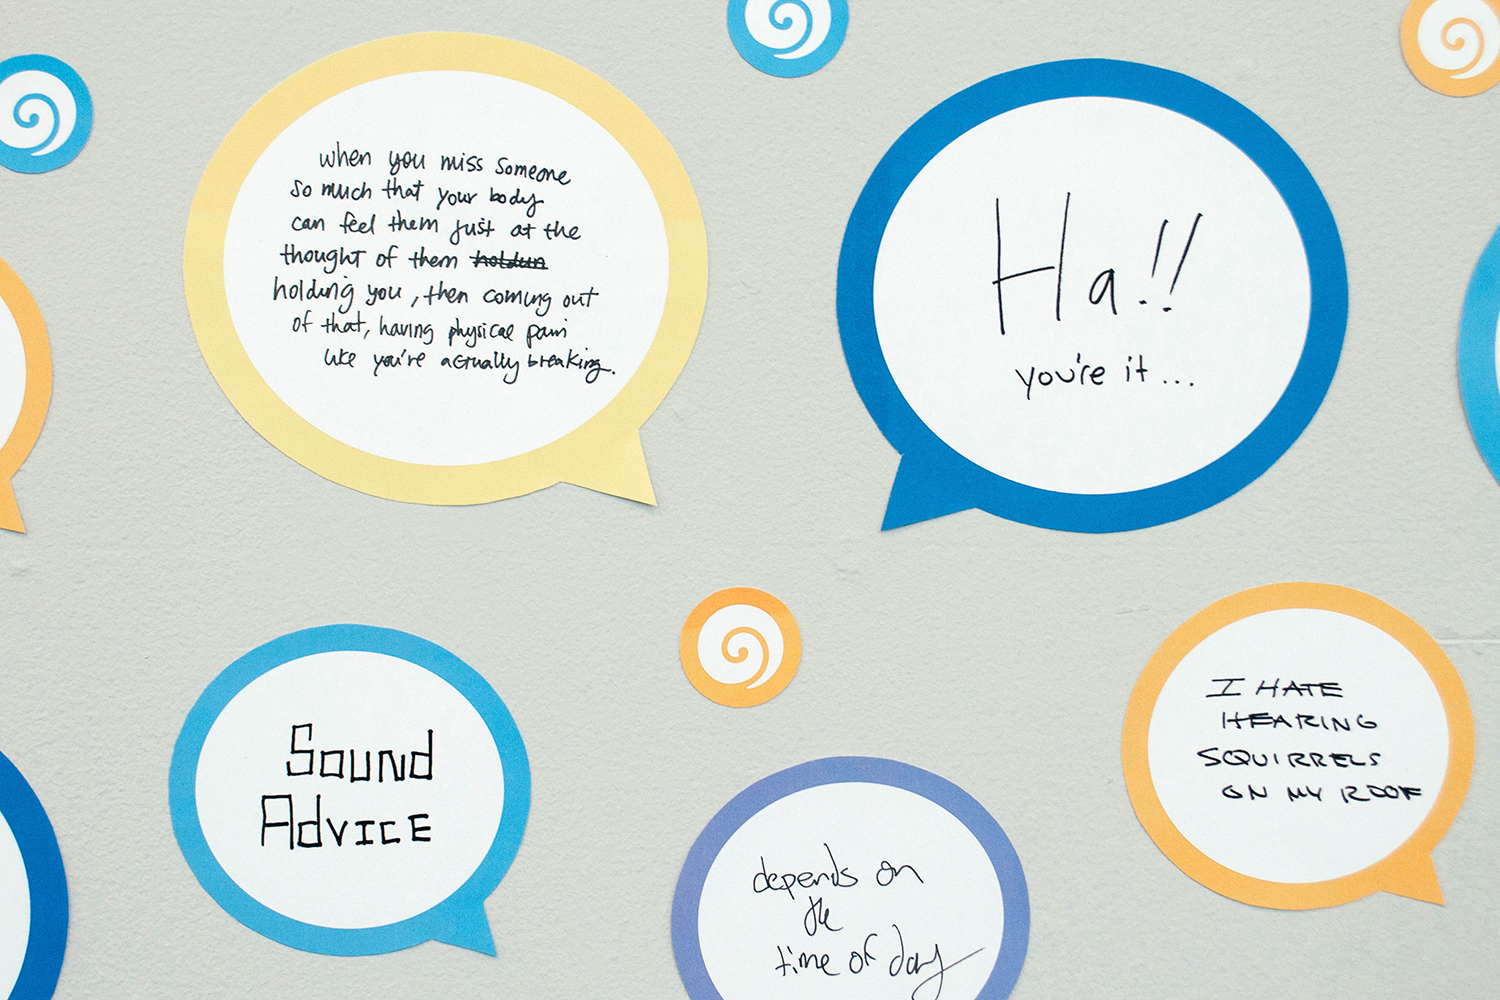 when you miss someone
so much that your body
can feel them just at the
thought of them holdun
holding you, then coming out
of that, having physical pain
like you're actually breaking.
Ha!!
you're it...
Sound
Advice
depends on
the
time of day
I HATE
HEARING
SQUIRRELS
ON MY ROOF